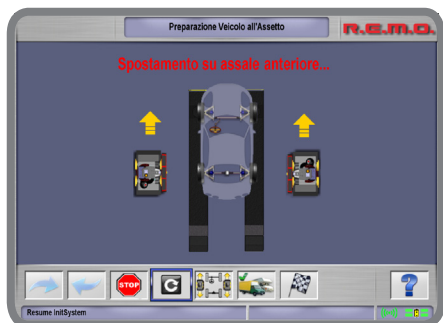 Preparazione Veicolo all'Assetto
R.E.M.O.
Spostamento su assale anteriore...
STOP
Resume initSystem